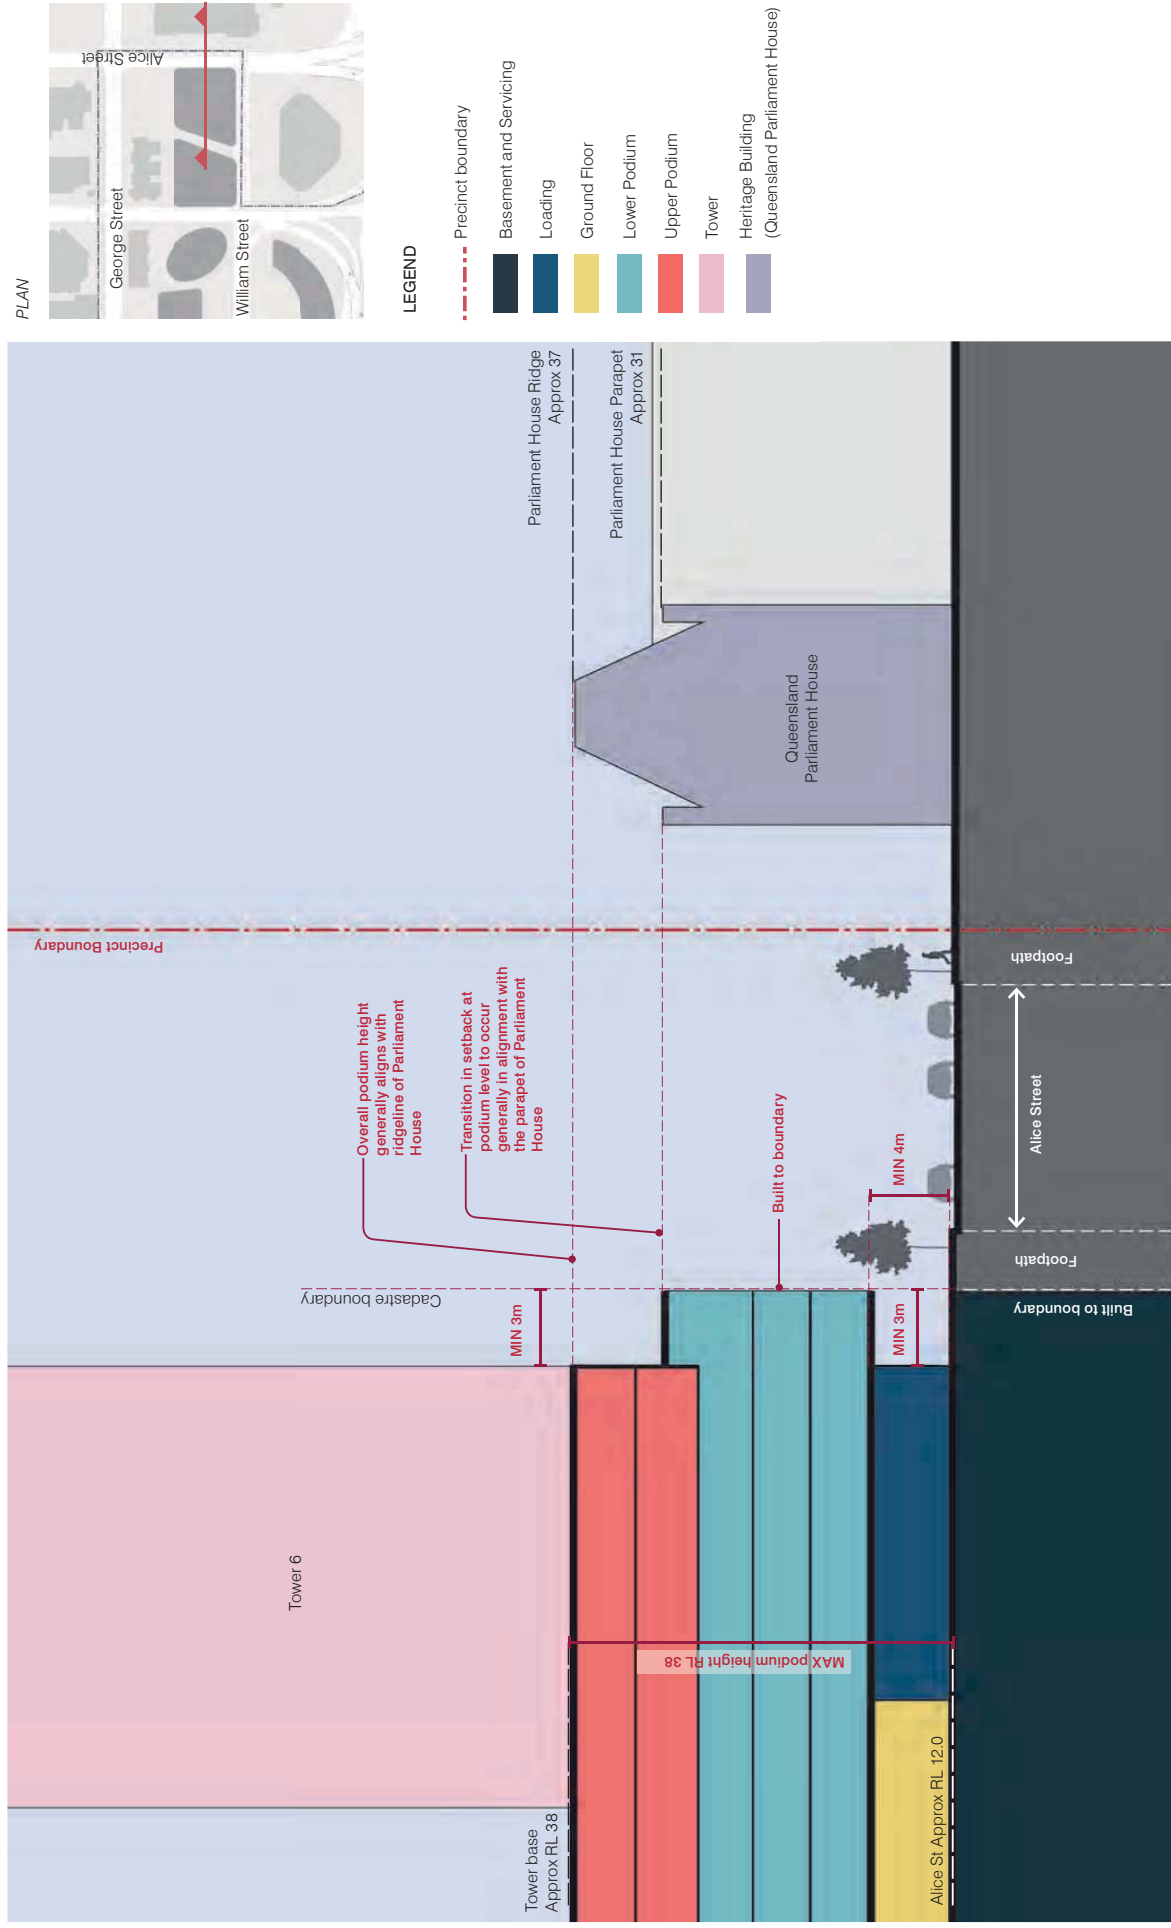 PLAN
George Street
Alice Street
William Street
LEGEND
Precinct boundary
Basement and Servicing
Loading
Ground Floor
Lower Podium
Upper Podium
Tower
Heritage Building
(Queensland Parliament House)
Parliament House Ridge
Approx 37
Parliament House Parapet
Approx 31
Queensland
Parliament House
Precinct Boundary
Overall podium height
generally aligns with
ridgeline of Parliament
House
Transition in setback at
podium level to occur
generally in alignment with
the parapet of Parliament
House
Built to boundary
MIN 4m
Footpath
Alice Street
Footpath
Cadastre boundary
Built to boundary
MIN 3m
MIN 3m
Tower 6
MAX podium height RL 38
Tower base
Approx RL 38
Alice St Approx RL 12.0